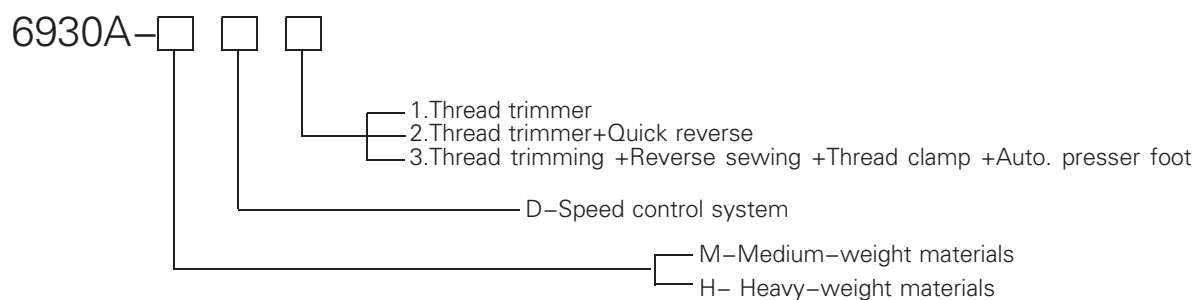 6930A-
1.Thread trimmer
2.Thread trimmer+Quick reverse
3.Thread trimming +Reverse sewing +Thread clamp +Auto. presser foot
D-Speed control system
M-Medium-weight materials
H- Heavy-weight materials